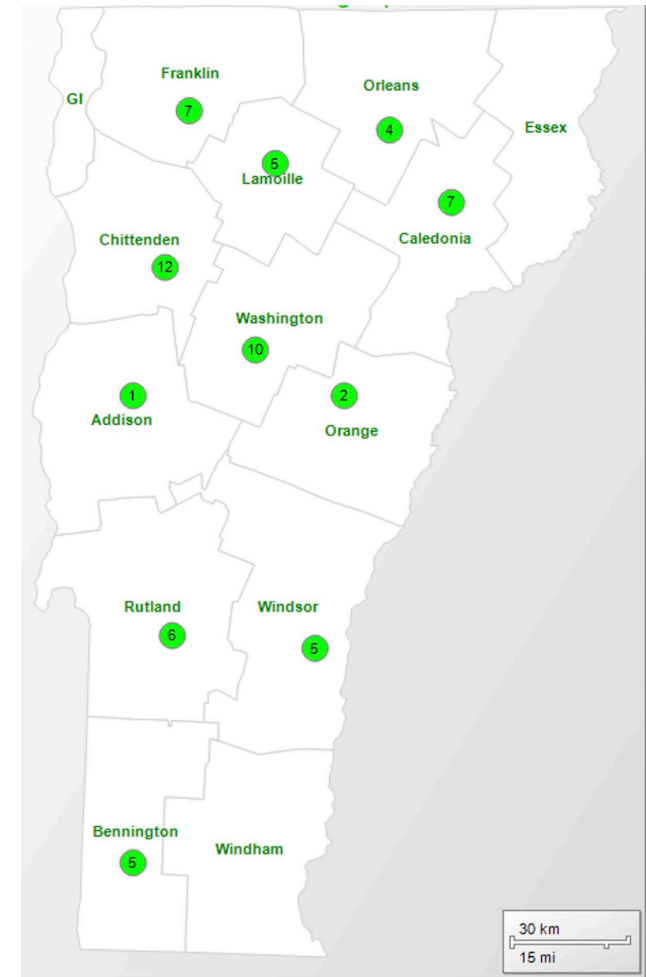 Franklin
Orleans
GI
7
Essex
4
5
Lamoille
7
Chittenden
Caledonia
12
Washington
10
1
2
Addison
Orange
Rutland
Windsor
6
5
Bennington
Windham
5
30 km
15 mi